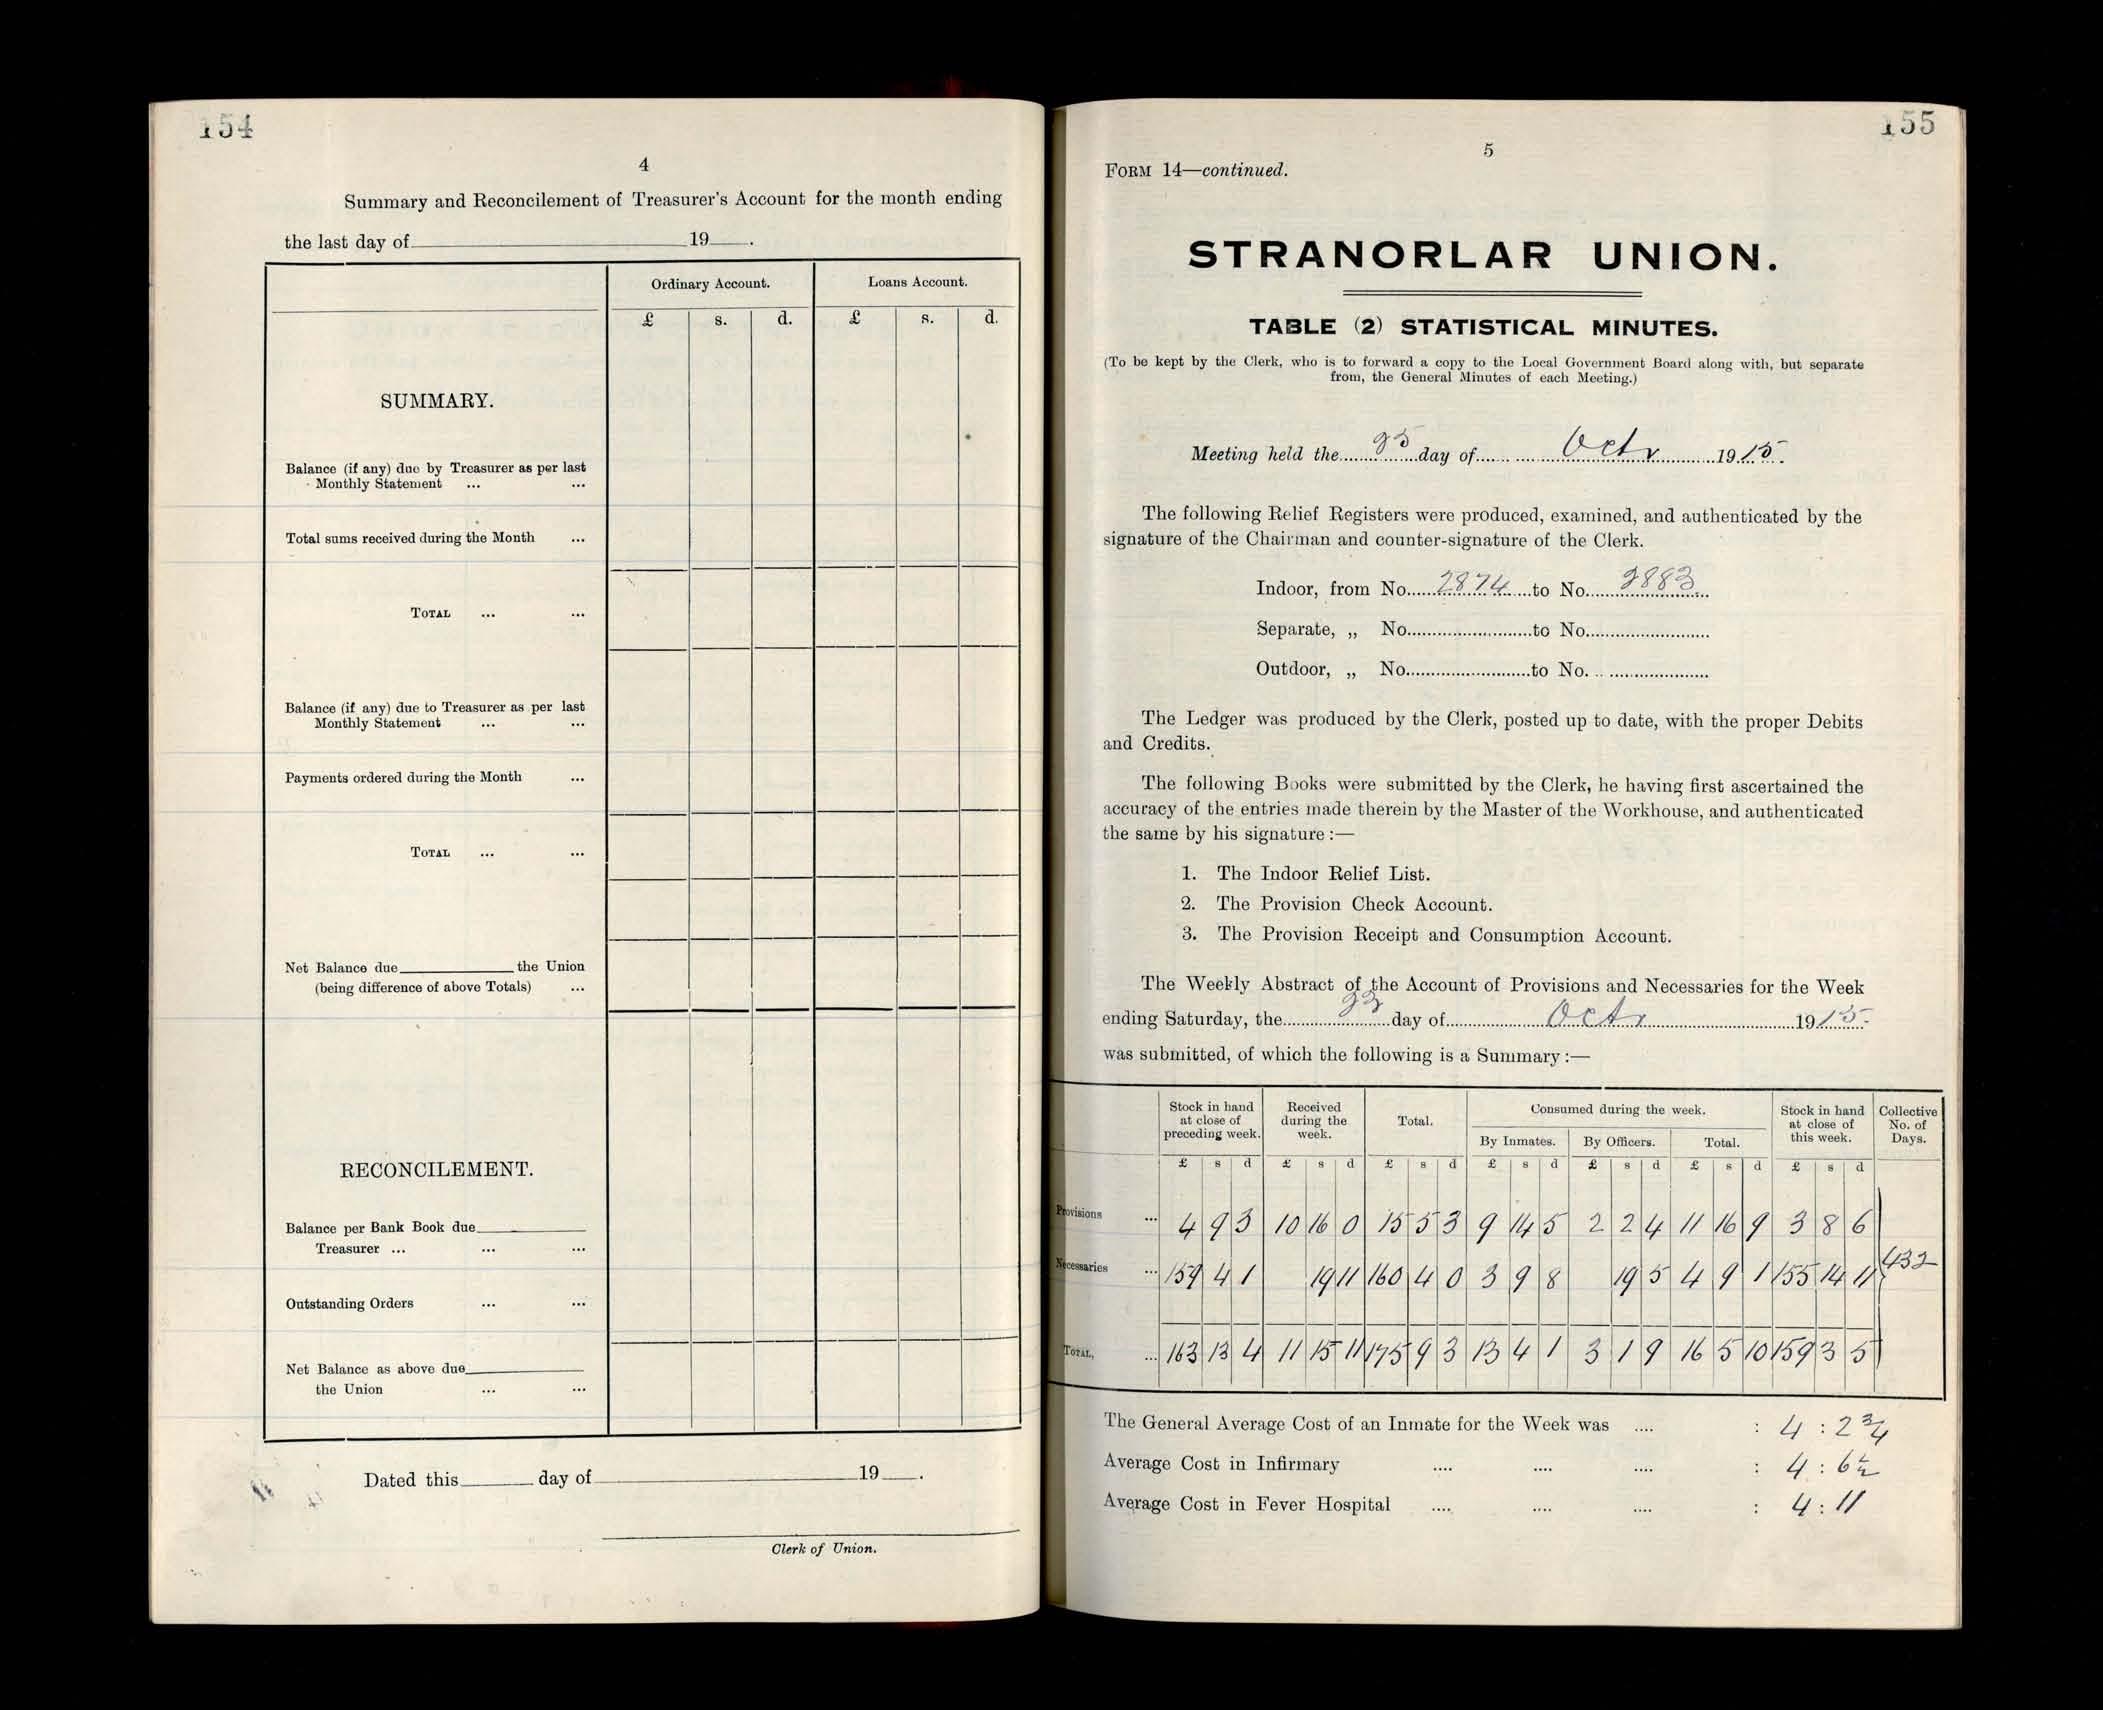 154
4
Summary and Reconcilement of Treasurer's Account for the month ending
the last day of 19 .
Ordinary Account. Loans Account.
£ s. d. £ s. d.
SUMMARY.
Balance (if any) due by Treasurer as per last
Monthly Statement ... ...
Total sums received during the Month ...
TOTAL ... ...
Balance (if any) due to Treasurer as per last
Monthly Statement ... ...
Payments ordered during the Month ...
TOTAL ... ...
Net Balance due the Union
(being difference of above Totals) ...
RECONCILEMENT.
Balance per Bank Book due
Treasurer ... ... ...
Outstanding Orders ... ...
Net Balance as above due
the Union ... ...
Dated this day of 19 .
Clerk of Union.
155
5
FORM 14—continued.
STRANORLAR UNION.
TABLE (2) STATISTICAL MINUTES.
(To be kept by the Clerk, who is to forward a copy to the Local Government Board along with, but separate
from, the General Minutes of each Meeting.)
Meeting held the 25 day of Octr 1915.
The following Relief Registers were produced, examined, and authenticated by the
signature of the Chairman and counter-signature of the Clerk.
Indoor, from No. 2874 to No. 2883
Separate, „ No. to No.
Outdoor, „ No. to No.
The Ledger was produced by the Clerk, posted up to date, with the proper Debits
and Credits.
The following Books were submitted by the Clerk, he having first ascertained the
accuracy of the entries made therein by the Master of the Workhouse, and authenticated
the same by his signature :—
1. The Indoor Relief List.
2. The Provision Check Account.
3. The Provision Receipt and Consumption Account.
The Weekly Abstract of the Account of Provisions and Necessaries for the Week
ending Saturday, the 23 day of Octr 1915.
was submitted, of which the following is a Summary :—
Stock in hand at close of preceding week. Received during the week. Total. Consumed during the week. Stock in hand at close of this week. Collective No. of Days.
By Inmates. By Officers. Total.
£ s d £ s d £ s d £ s d £ s d £ s d £ s d
Provisions ... 4 9 3 10 16 0 15 5 3 9 14 5 2 2 4 11 16 9 3 8 6
Necessaries ... 159 4 1 19 11 160 4 0 3 9 8 19 5 4 9 1 155 14 11 432
TOTAL, ... 163 13 4 11 15 11 175 9 3 13 4 1 3 1 9 16 5 10 159 3 5
The General Average Cost of an Inmate for the Week was .... : 4 : 2 3/4
Average Cost in Infirmary .... .... .... : 4 : 6 1/2
Average Cost in Fever Hospital .... .... .... : 4 : 11